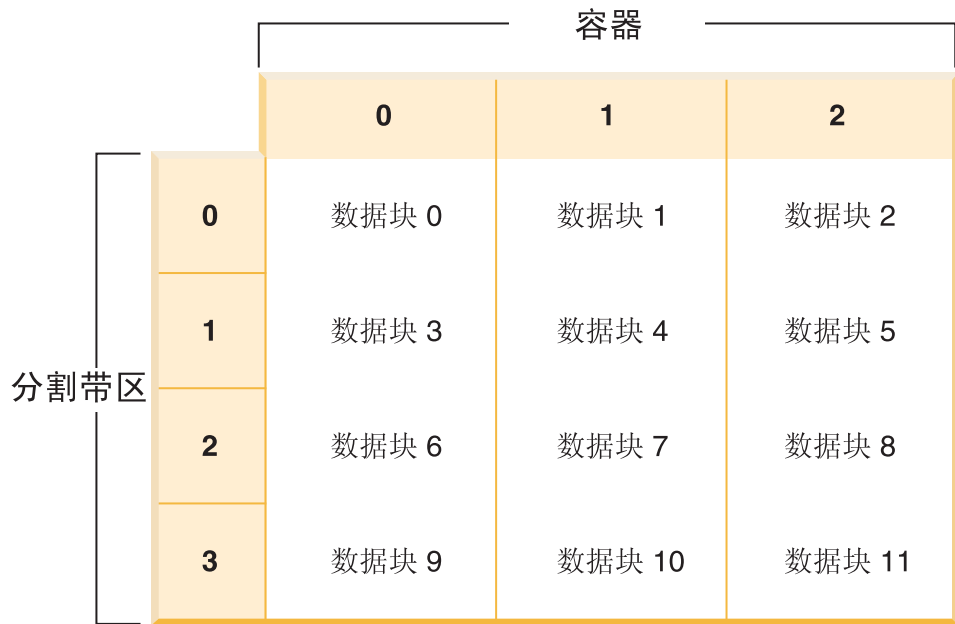 容器
0 1 2
0 数据块 0 数据块 1 数据块 2
1 数据块 3 数据块 4 数据块 5
分割带区
2 数据块 6 数据块 7 数据块 8
3 数据块 9 数据块 10 数据块 11